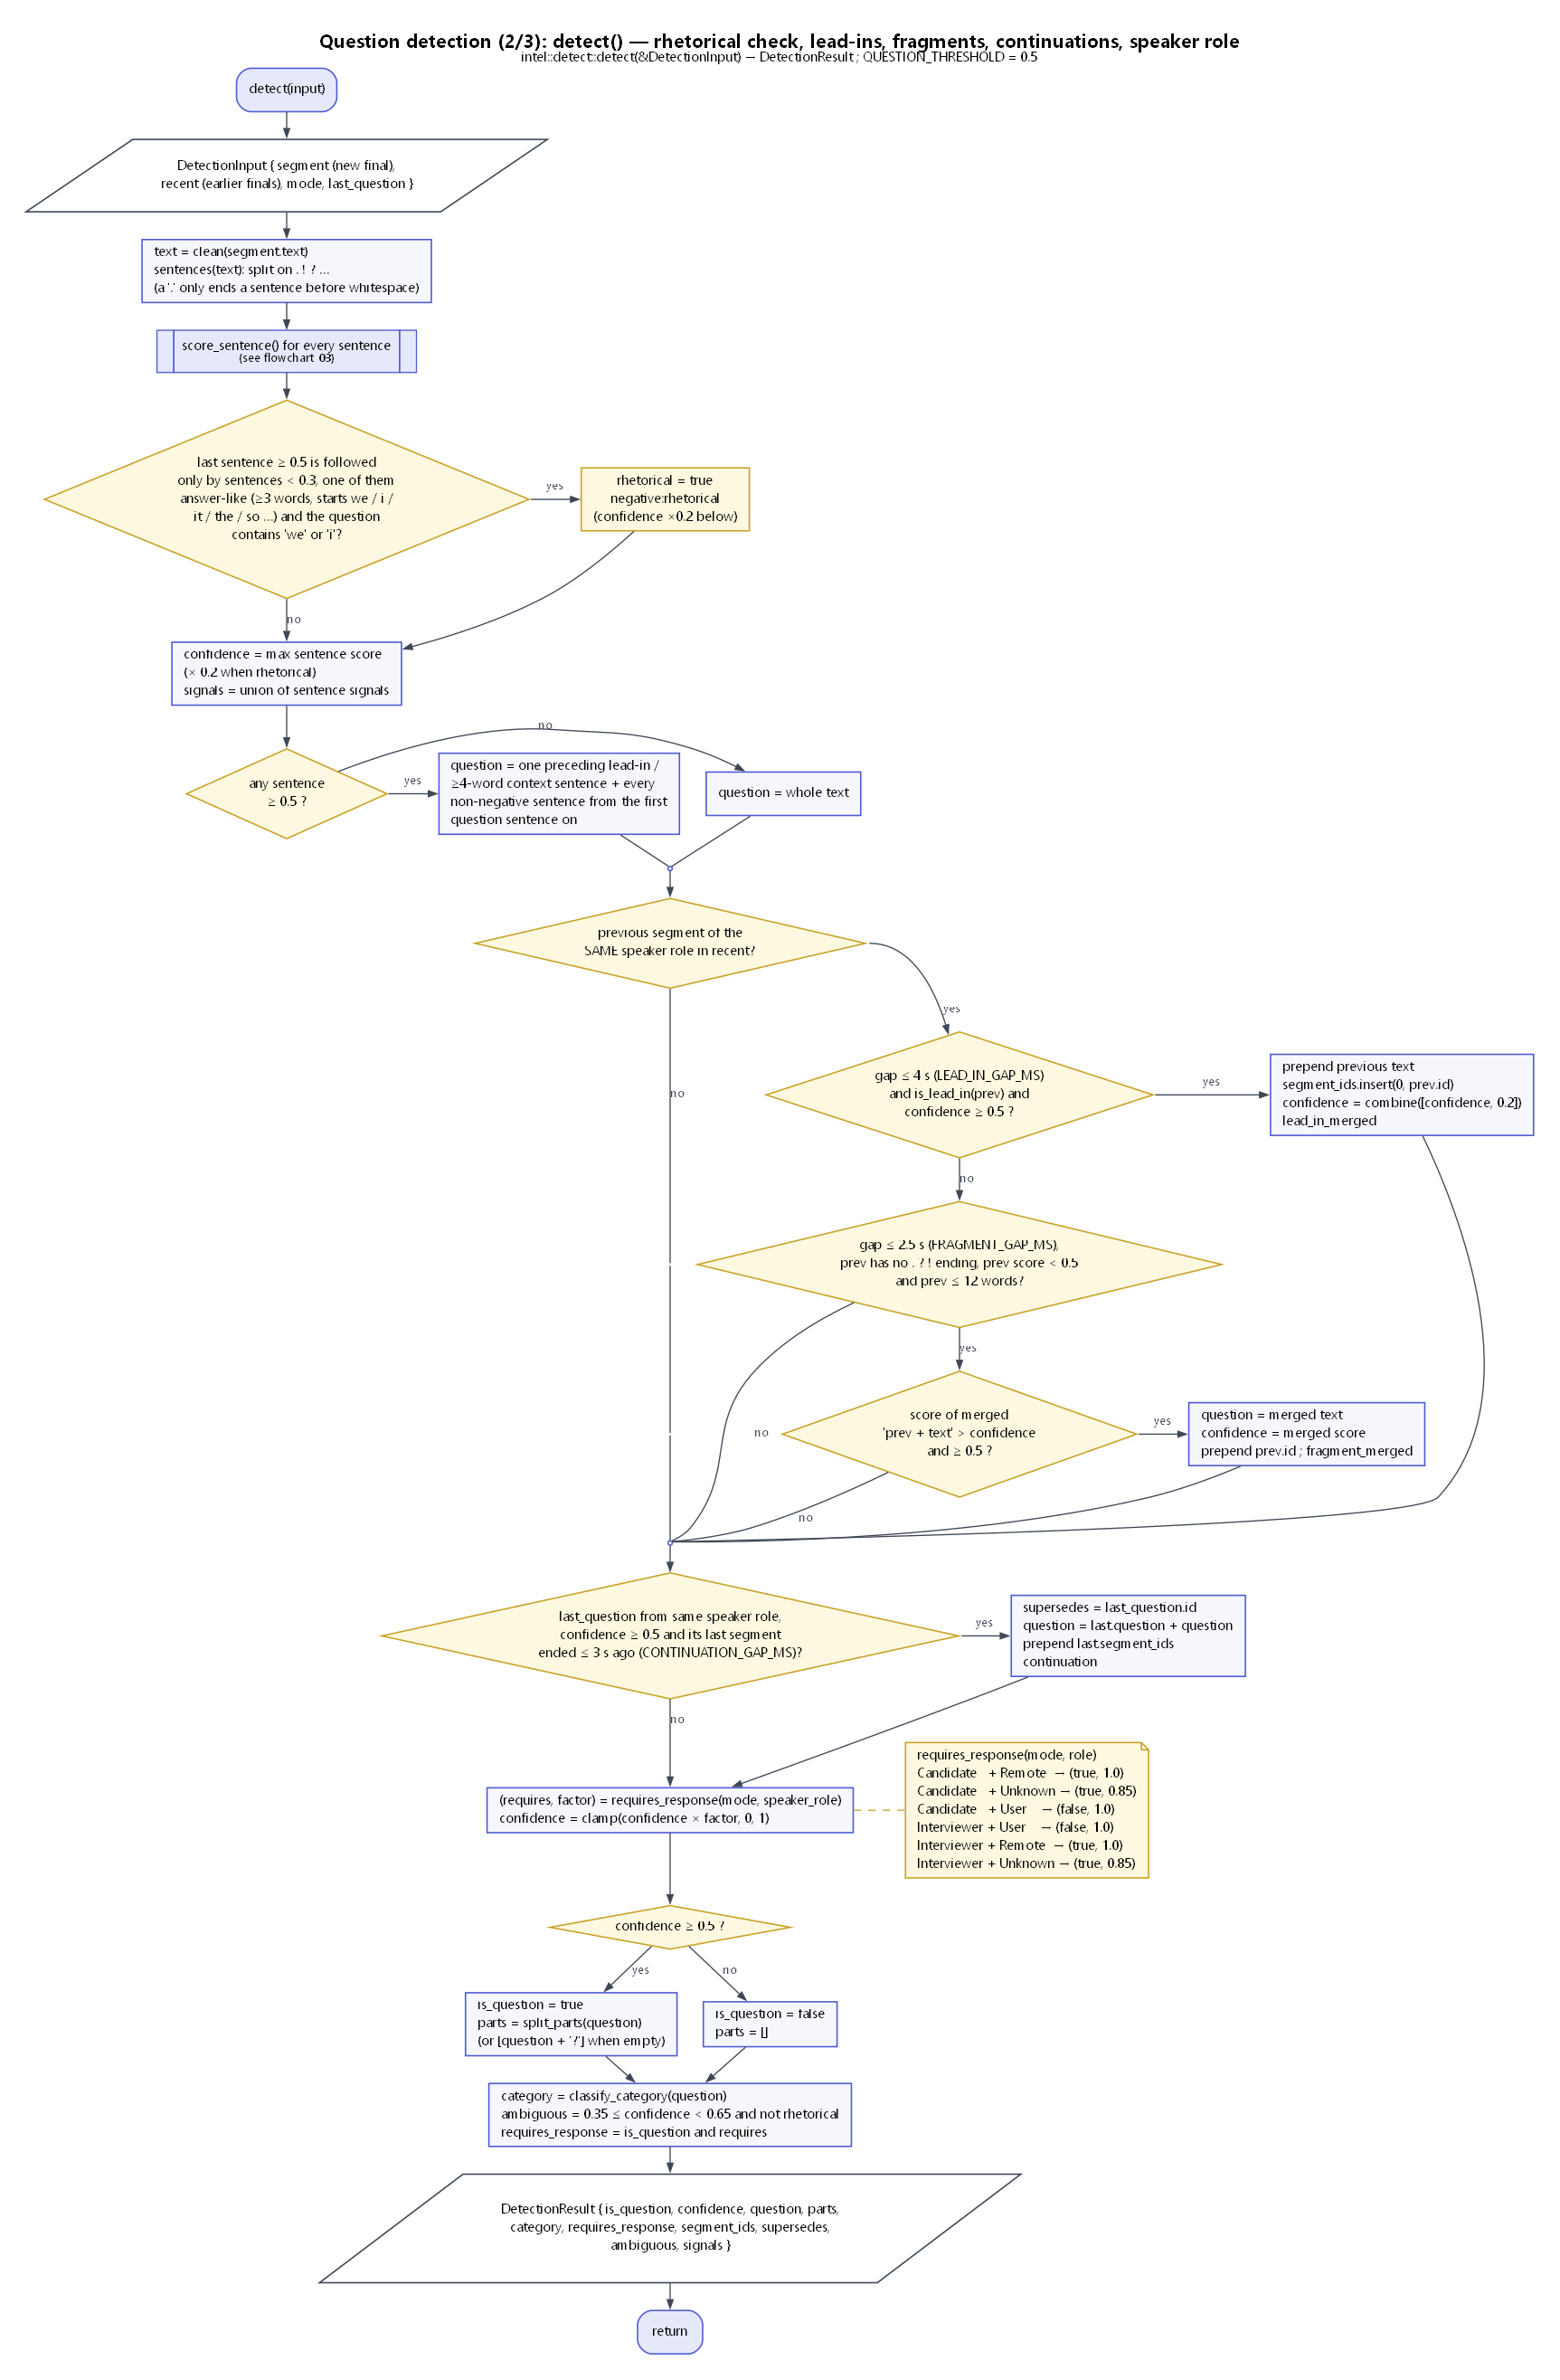 Question detection (2/3): detect() — rhetorical check, lead-ins, fragments, continuations, speaker role
intel::detect::detect(&DetectionInput) → DetectionResult ; QUESTION_THRESHOLD = 0.5
detect(input)
DetectionInput { segment (new final),
recent (earlier finals), mode, last_question }
text = clean(segment.text)
sentences(text): split on . ! ? …
(a '.' only ends a sentence before whitespace)
score_sentence() for every sentence
(see flowchart 03)
last sentence ≥ 0.5 is followed
only by sentences < 0.3, one of them
answer-like (≥3 words, starts we / i /
it / the / so …) and the question
contains 'we' or 'i'?
yes
rhetorical = true
negative:rhetorical
(confidence ×0.2 below)
no
confidence = max sentence score
(× 0.2 when rhetorical)
signals = union of sentence signals
no
any sentence
≥ 0.5 ?
yes
question = one preceding lead-in /
≥4-word context sentence + every
non-negative sentence from the first
question sentence on
question = whole text
previous segment of the
SAME speaker role in recent?
yes
no
gap ≤ 4 s (LEAD_IN_GAP_MS)
and is_lead_in(prev) and
confidence ≥ 0.5 ?
yes
prepend previous text
segment_ids.insert(0, prev.id)
confidence = combine([confidence, 0.2])
lead_in_merged
no
gap ≤ 2.5 s (FRAGMENT_GAP_MS),
prev has no . ? ! ending, prev score < 0.5
and prev ≤ 12 words?
yes
no
score of merged
'prev + text' > confidence
and ≥ 0.5 ?
yes
question = merged text
confidence = merged score
prepend prev.id ; fragment_merged
no
last_question from same speaker role,
confidence ≥ 0.5 and its last segment
ended ≤ 3 s ago (CONTINUATION_GAP_MS)?
yes
supersedes = last_question.id
question = last.question + question
prepend last.segment_ids
continuation
no
(requires, factor) = requires_response(mode, speaker_role)
confidence = clamp(confidence × factor, 0, 1)
requires_response(mode, role)
Candidate + Remote → (true, 1.0)
Candidate + Unknown → (true, 0.85)
Candidate + User → (false, 1.0)
Interviewer + User → (false, 1.0)
Interviewer + Remote → (true, 1.0)
Interviewer + Unknown → (true, 0.85)
confidence ≥ 0.5 ?
yes
no
is_question = true
parts = split_parts(question)
(or [question + '?'] when empty)
is_question = false
parts = []
category = classify_category(question)
ambiguous = 0.35 ≤ confidence < 0.65 and not rhetorical
requires_response = is_question and requires
DetectionResult { is_question, confidence, question, parts,
category, requires_response, segment_ids, supersedes,
ambiguous, signals }
return